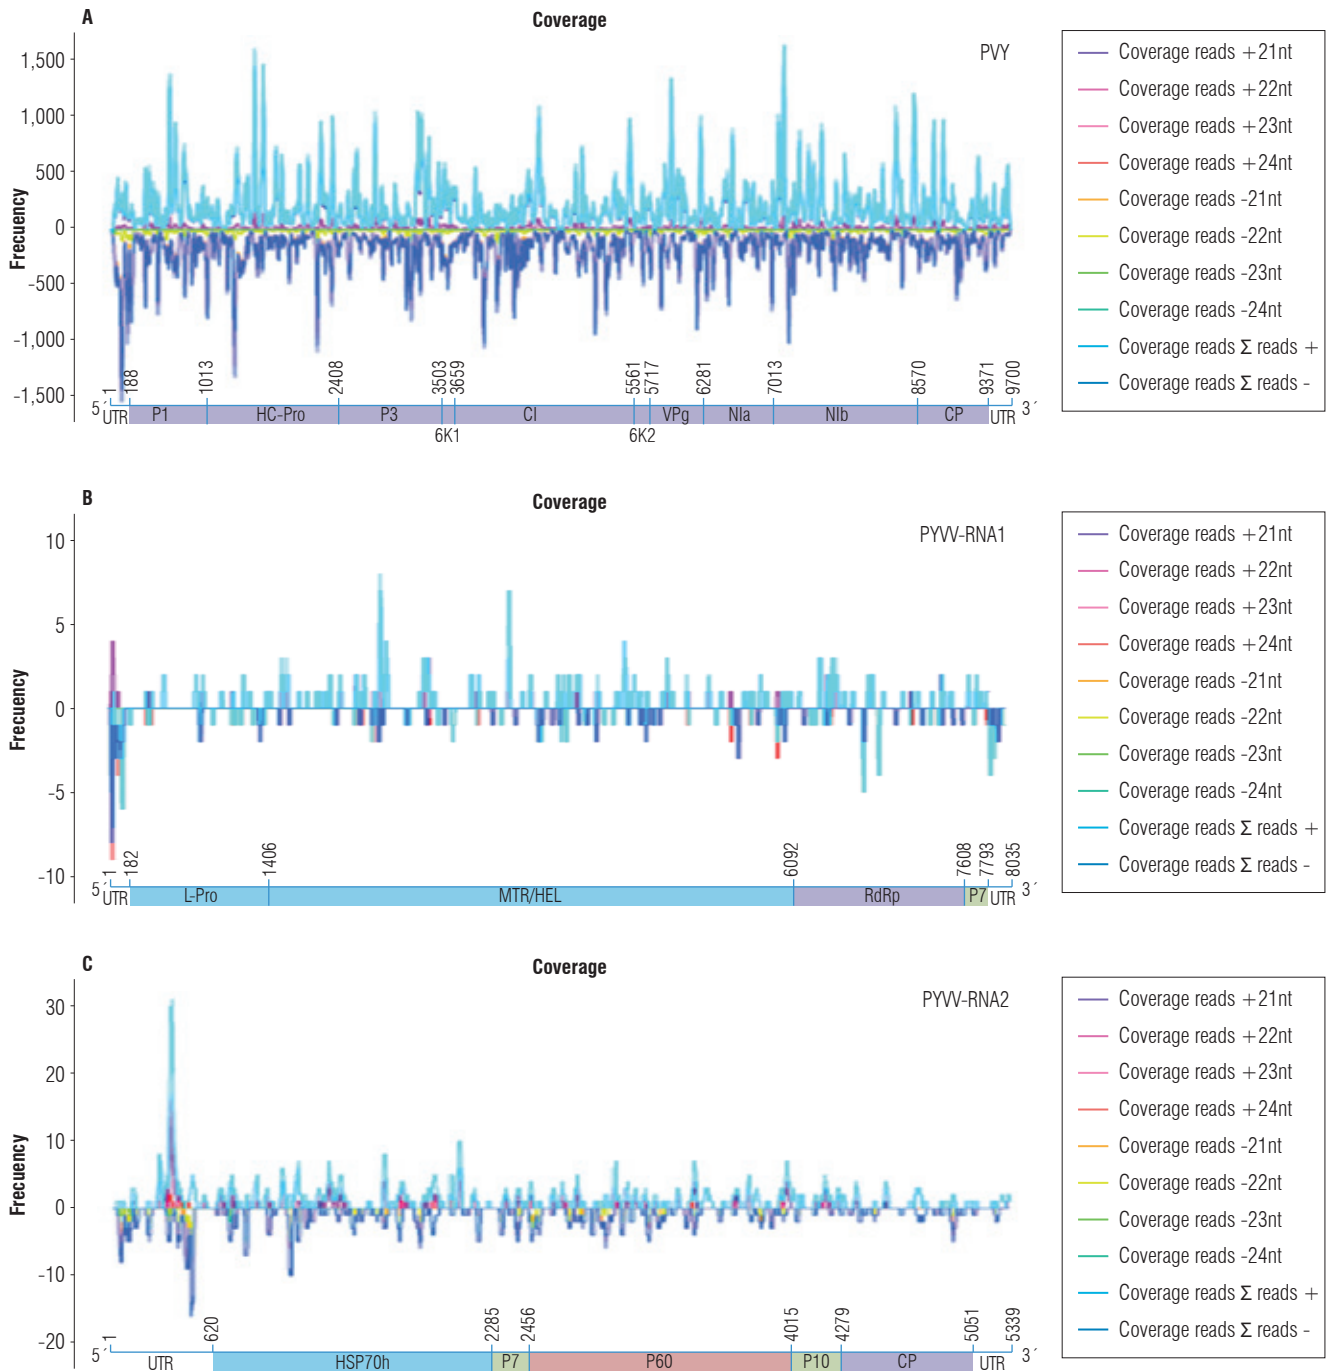 A
Coverage
PVY
Frecuency
1,500
1,000
500
0
-500
-1,000
-1,500
1
188
1013
2408
3503
3659
5561
5717
6281
7013
8570
9371
9700
5´
UTR
P1
HC-Pro
P3
6K1
CI
6K2
VPg
NIa
NIb
CP
UTR
3´
Coverage reads +21nt
Coverage reads +22nt
Coverage reads +23nt
Coverage reads +24nt
Coverage reads -21nt
Coverage reads -22nt
Coverage reads -23nt
Coverage reads -24nt
Coverage reads Σ reads +
Coverage reads Σ reads -
B
Coverage
PYVV-RNA1
Frecuency
10
5
0
-5
-10
1
182
1406
6092
7608
7793
8035
5´
UTR
L-Pro
MTR/HEL
RdRp
P7
UTR
3´
Coverage reads +21nt
Coverage reads +22nt
Coverage reads +23nt
Coverage reads +24nt
Coverage reads -21nt
Coverage reads -22nt
Coverage reads -23nt
Coverage reads -24nt
Coverage reads Σ reads +
Coverage reads Σ reads -
C
Coverage
PYVV-RNA2
Frecuency
30
20
10
0
-10
-20
1
620
2285
2456
4015
4279
5051
5339
5´
UTR
HSP70h
P7
P60
P10
CP
UTR
3´
Coverage reads +21nt
Coverage reads +22nt
Coverage reads +23nt
Coverage reads +24nt
Coverage reads -21nt
Coverage reads -22nt
Coverage reads -23nt
Coverage reads -24nt
Coverage reads Σ reads +
Coverage reads Σ reads -